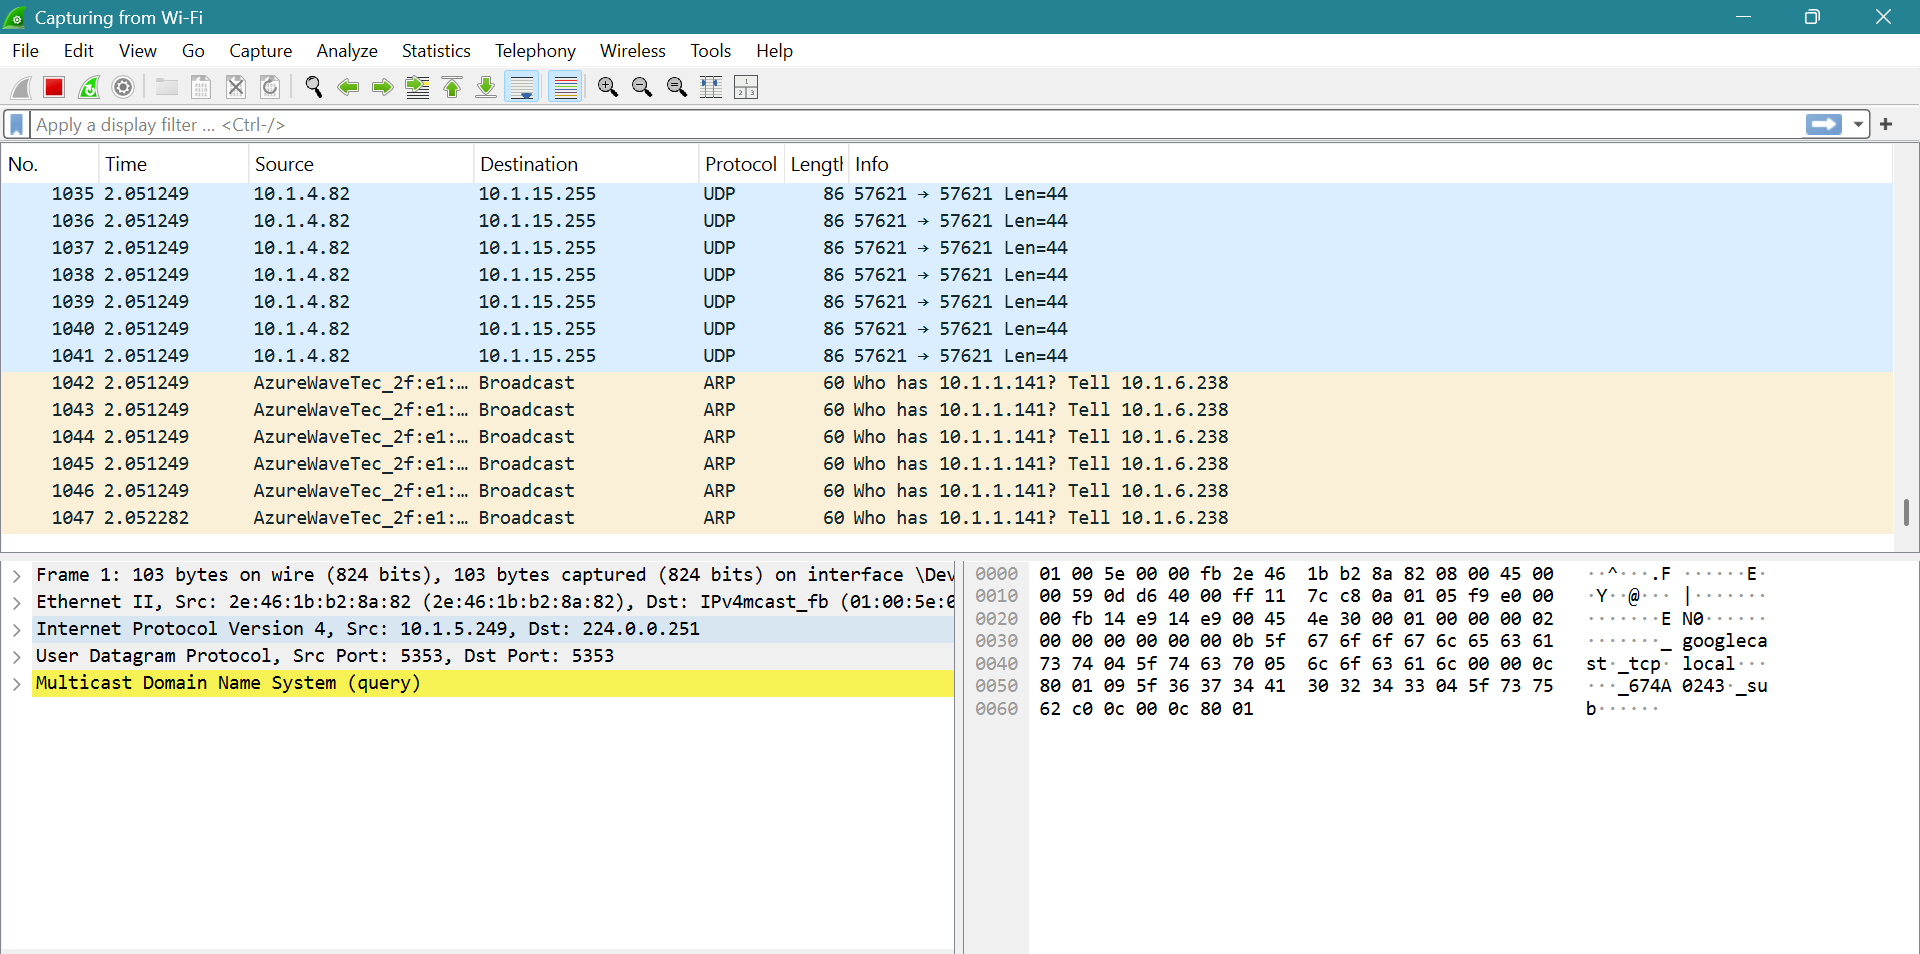 Capturing from Wi-Fi
File Edit View Go Capture Analyze Statistics Telephony Wireless Tools Help
Apply a display filter ... <Ctrl-/>
No. Time Source Destination Protocol Length Info
1035 2.051249 10.1.4.82 10.1.15.255 UDP 86 57621 → 57621 Len=44
1036 2.051249 10.1.4.82 10.1.15.255 UDP 86 57621 → 57621 Len=44
1037 2.051249 10.1.4.82 10.1.15.255 UDP 86 57621 → 57621 Len=44
1038 2.051249 10.1.4.82 10.1.15.255 UDP 86 57621 → 57621 Len=44
1039 2.051249 10.1.4.82 10.1.15.255 UDP 86 57621 → 57621 Len=44
1040 2.051249 10.1.4.82 10.1.15.255 UDP 86 57621 → 57621 Len=44
1041 2.051249 10.1.4.82 10.1.15.255 UDP 86 57621 → 57621 Len=44
1042 2.051249 AzureWaveTec_2f:e1:… Broadcast ARP 60 Who has 10.1.1.141? Tell 10.1.6.238
1043 2.051249 AzureWaveTec_2f:e1:… Broadcast ARP 60 Who has 10.1.1.141? Tell 10.1.6.238
1044 2.051249 AzureWaveTec_2f:e1:… Broadcast ARP 60 Who has 10.1.1.141? Tell 10.1.6.238
1045 2.051249 AzureWaveTec_2f:e1:… Broadcast ARP 60 Who has 10.1.1.141? Tell 10.1.6.238
1046 2.051249 AzureWaveTec_2f:e1:… Broadcast ARP 60 Who has 10.1.1.141? Tell 10.1.6.238
1047 2.052282 AzureWaveTec_2f:e1:… Broadcast ARP 60 Who has 10.1.1.141? Tell 10.1.6.238
Frame 1: 103 bytes on wire (824 bits), 103 bytes captured (824 bits) on interface \Dev
Ethernet II, Src: 2e:46:1b:b2:8a:82 (2e:46:1b:b2:8a:82), Dst: IPv4mcast_fb (01:00:5e:0
Internet Protocol Version 4, Src: 10.1.5.249, Dst: 224.0.0.251
User Datagram Protocol, Src Port: 5353, Dst Port: 5353
Multicast Domain Name System (query)
0000 01 00 5e 00 00 fb 2e 46 1b b2 8a 82 08 00 45 00 ··^···.F ······E·
0010 00 59 0d d6 40 00 ff 11 7c c8 0a 01 05 f9 e0 00 ·Y··@··· |·······
0020 00 fb 14 e9 14 e9 00 45 4e 30 00 01 00 00 00 02 ·······E N0······
0030 00 00 00 00 00 00 0b 5f 67 6f 6f 67 6c 65 63 61 ·······_ googleca
0040 73 74 04 5f 74 63 70 05 6c 6f 63 61 6c 00 00 0c st·_tcp· local···
0050 80 01 09 5f 36 37 34 41 30 32 34 33 04 5f 73 75 ···_674A 0243·_su
0060 62 c0 0c 00 0c 80 01 b······